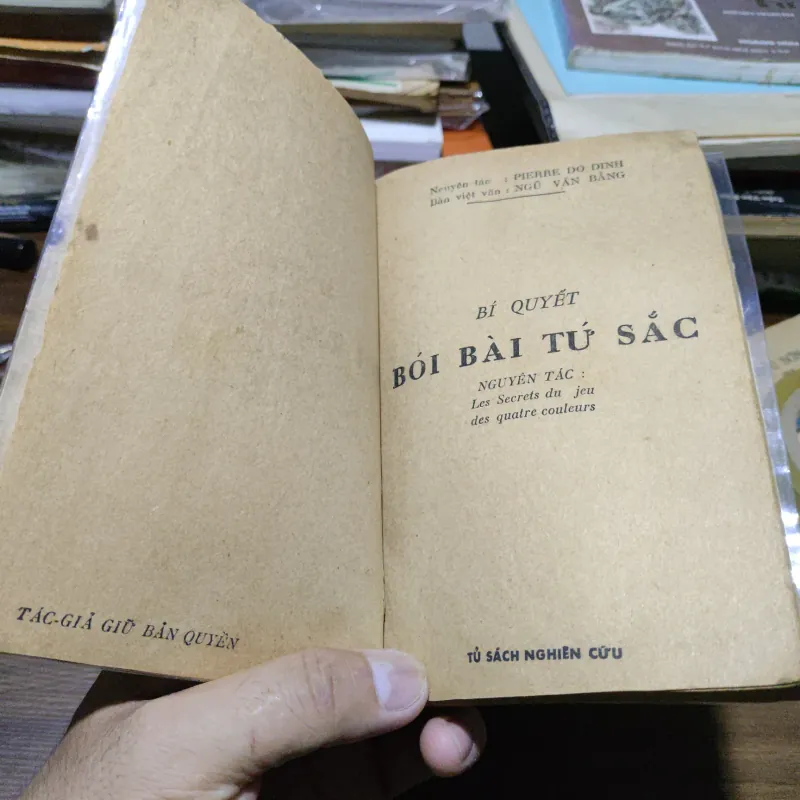 TÁC-GIẢ GIỮ BẢN QUYỀN
Nguyên tác : PIERRE DO DINH
Bản việt văn : NGŨ VĂN BẰNG
BÍ QUYẾT
BÓI BÀI TỨ SẮC
NGUYÊN TÁC :
Les Secrets du jeu
des quatre couleurs
TỦ SÁCH NGHIÊN CỨU